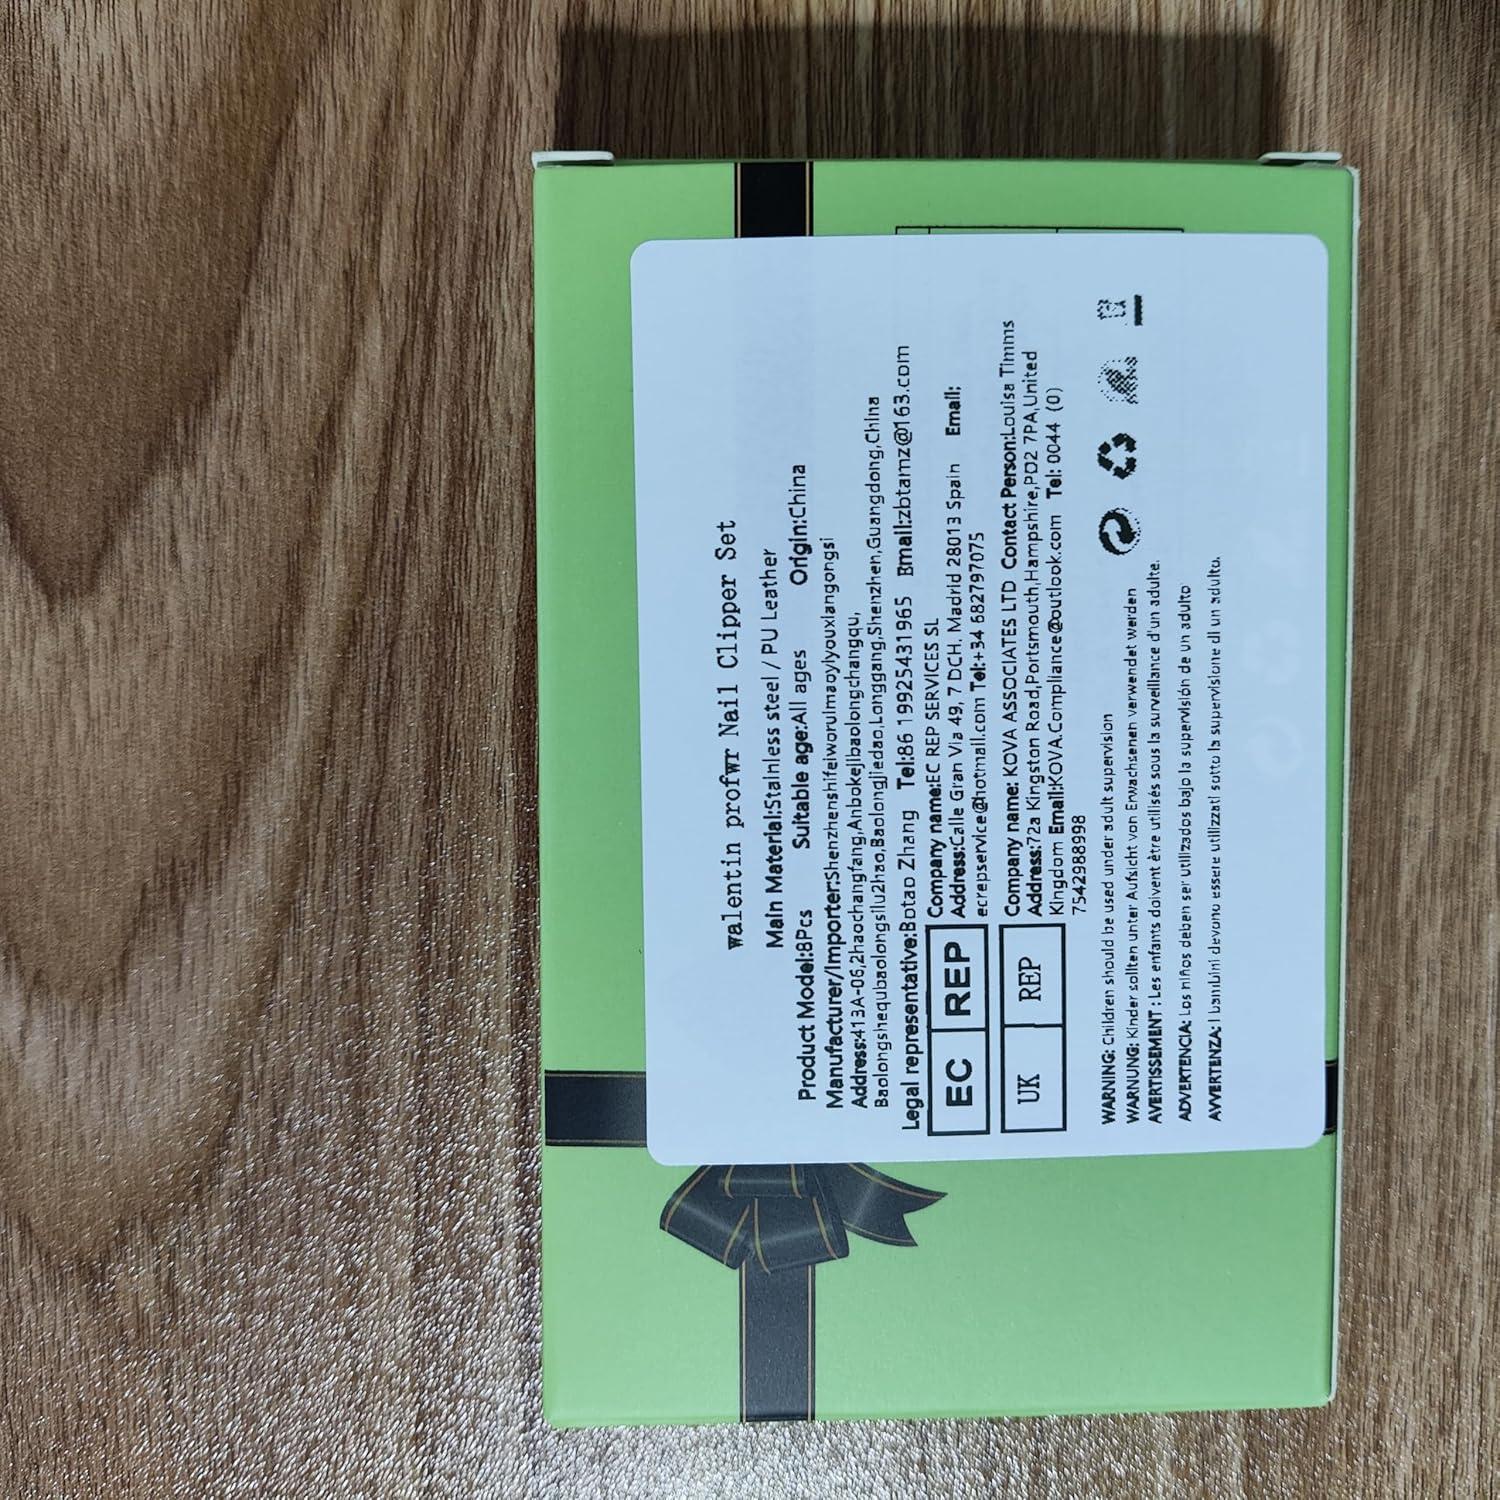 walentin profwr Nail Clipper Set
Main Material:Stainless steel / PU Leather
Product Model:8Pcs Suitable age:All ages Origin:China
Manufacturer/Importer:Shenzhenshifeiworuimaoyiyouxiangongsi
Address:413A-06,2haochangfang,Anbokejibaolongchangqu,
Baolongshequbaolongsilu2hao,Baolongjiedao,Longgang,Shenzhen,Guangdong,China
Legal representative:Botao Zhang Tel:86 19925431965 Email:zbtamz@163.com
EC REP
Company name:EC REP SERVICES SL
Address:Calle Gran Via 49, 7 DCH. Madrid 28013 Spain Email:
ecrepservice@hotmail.com Tel:+34 682797075
UK REP
Company name: KOVA ASSOCIATES LTD Contact Person:Louisa Timms
Address:72a Kingston Road,Portsmouth,Hampshire,PD2 7PA,United
Kingdom Email:KOVA.Compliance@outlook.com Tel: 0044 (0)
7542988998
WARNING: Children should be used under adult supervision
WARNUNG: Kinder sollten unter Aufsicht von Erwachsenen verwendet werden
AVERTISSEMENT : Les enfants doivent être utilisés sous la surveillance d'un adulte.
ADVERTENCIA: Los niños deben ser utilizados bajo la supervisión de un adulto
AVVERTENZA: I bambini devono essere utilizzati sotto la supervisione di un adulto.